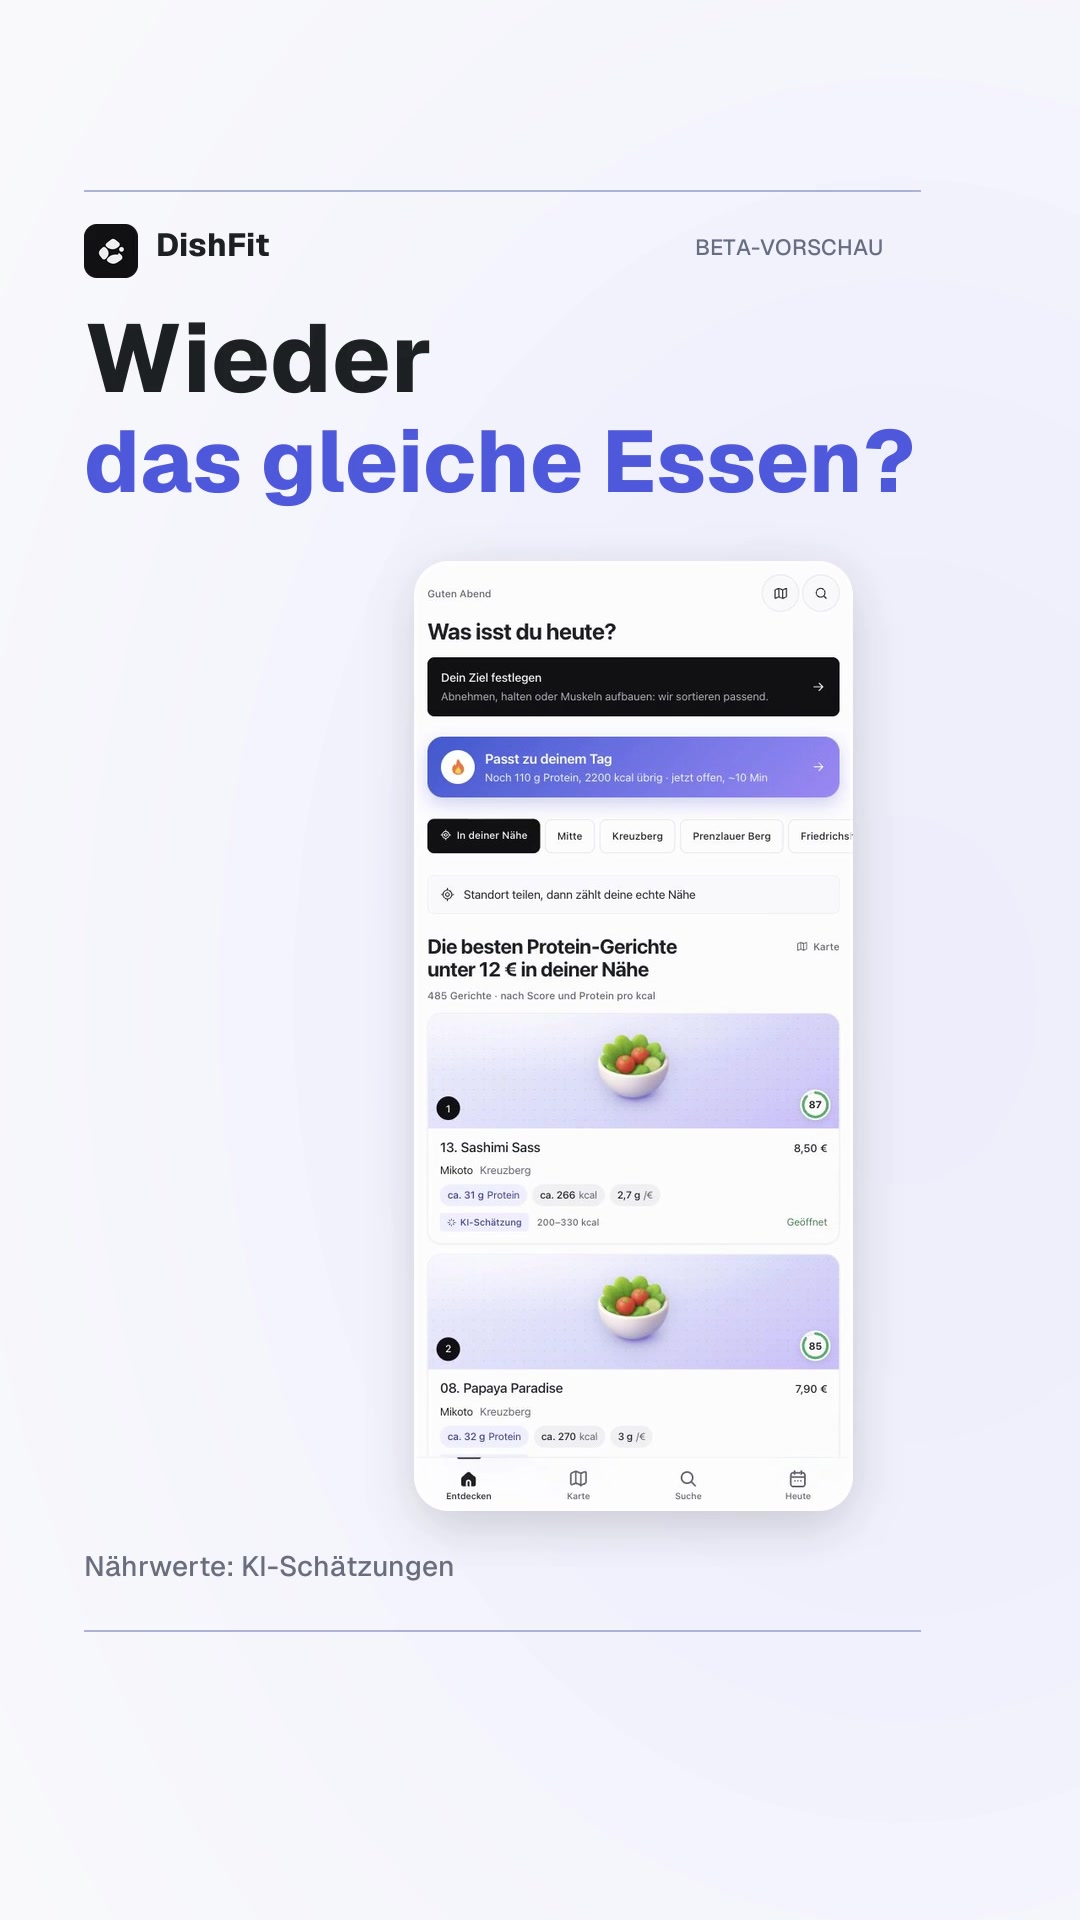 DishFit
BETA-VORSCHAU
Wieder
das gleiche Essen?
Guten Abend
Was isst du heute?
Dein Ziel festlegen
Abnehmen, halten oder Muskeln aufbauen: wir sortieren passend.
Passt zu deinem Tag
Noch 110 g Protein, 2200 kcal übrig · jetzt offen, ~10 Min
In deiner Nähe
Mitte
Kreuzberg
Prenzlauer Berg
Friedrichs
Standort teilen, dann zählt deine echte Nähe
Die besten Protein-Gerichte
unter 12 € in deiner Nähe
Karte
485 Gerichte · nach Score und Protein pro kcal
1
87
13. Sashimi Sass
8,50 €
Mikoto Kreuzberg
ca. 31 g Protein
ca. 266 kcal
2,7 g /€
KI-Schätzung
200–330 kcal
Geöffnet
2
85
08. Papaya Paradise
7,90 €
Mikoto Kreuzberg
ca. 32 g Protein
ca. 270 kcal
3 g /€
Entdecken
Karte
Suche
Heute
Nährwerte: KI-Schätzungen